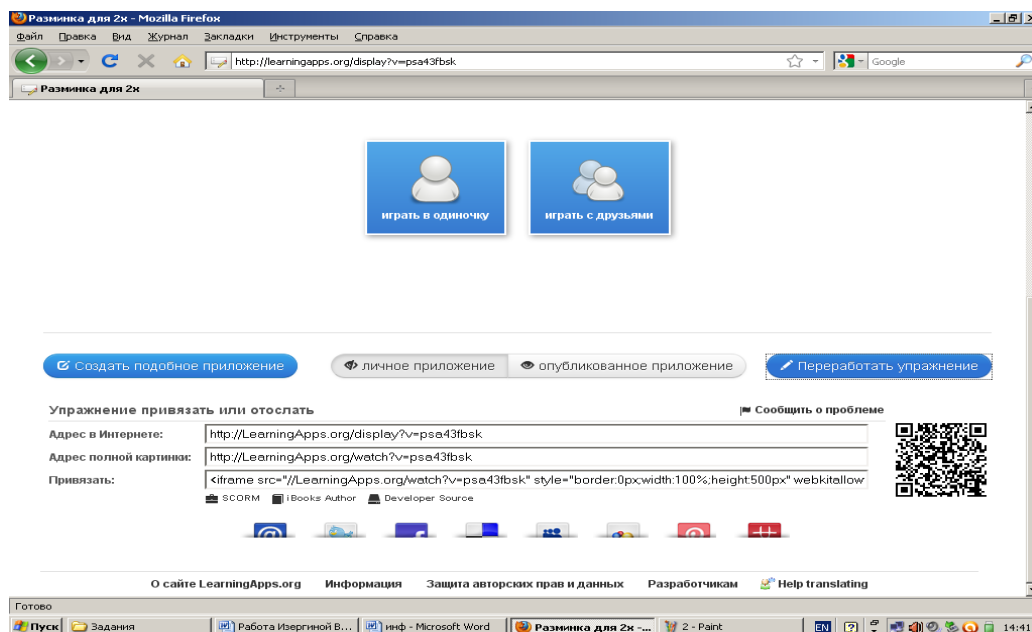 Разминка для 2х - Mozilla Firefox
Файл Правка Вид Журнал Закладки Инструменты Справка
http://learningapps.org/display?v=psa43fbsk Google
Разминка для 2х
играть в одиночку играть с друзьями
Создать подобное приложение личное приложение опубликованное приложение Переработать упражнение
Упражнение привязать или отослать Сообщить о проблеме
Адрес в Интернете: http://LearningApps.org/display?v=psa43fbsk
Адрес полной картинки: http://LearningApps.org/watch?v=psa43fbsk
Привязать: <iframe src="//LearningApps.org/watch?v=psa43fbsk" style="border:0px;width:100%;height:500px" webkitallow
SCORM iBooks Author Developer Source
О сайте LearningApps.org Информация Защита авторских прав и данных Разработчикам Help translating
Готово
Пуск Задания Работа Изергиной В... инф - Microsoft Word Разминка для 2х -... 2 - Paint EN 14:41